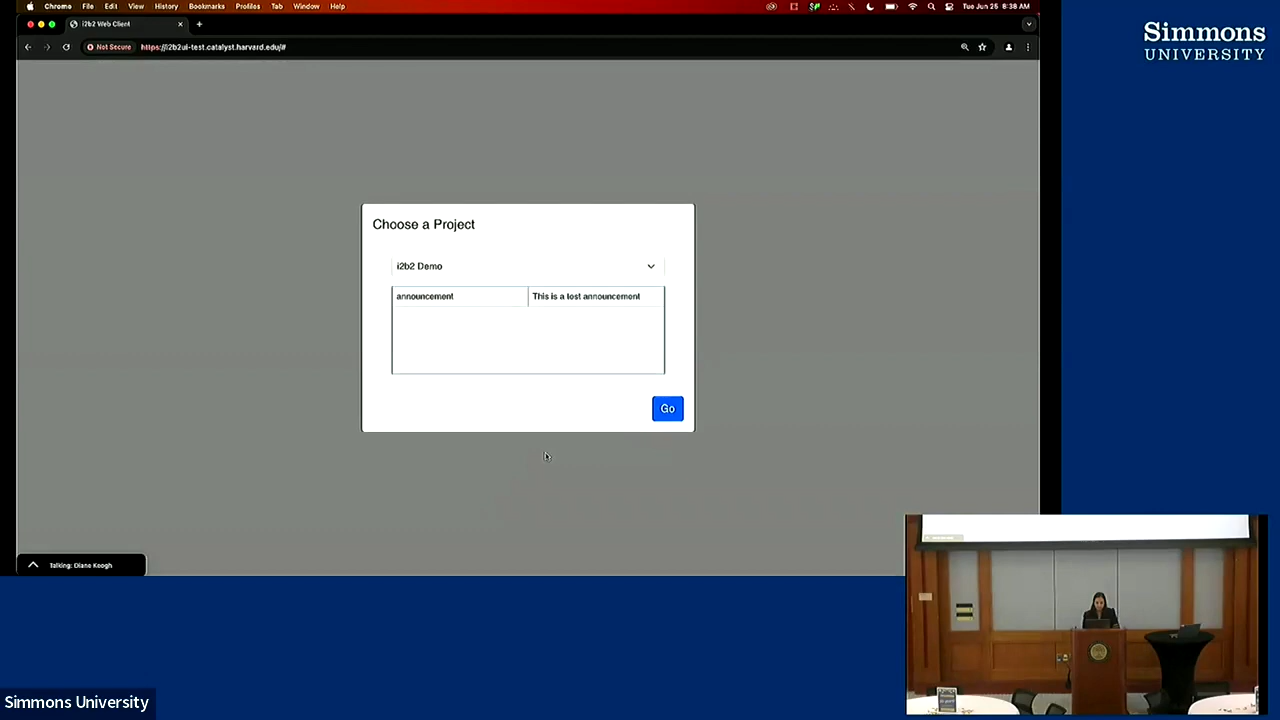 Chrome File Edit View History Bookmarks Profiles Tab Window Help Tue Jun 25 8:38 AM
i2b2 Web Client
Not Secure https://i2b2ui-test.catalyst.harvard.edu/#
Simmons
UNIVERSITY
Choose a Project
i2b2 Demo
announcement This is a test announcement
Go
Talking: Diane Keogh
Simmons University